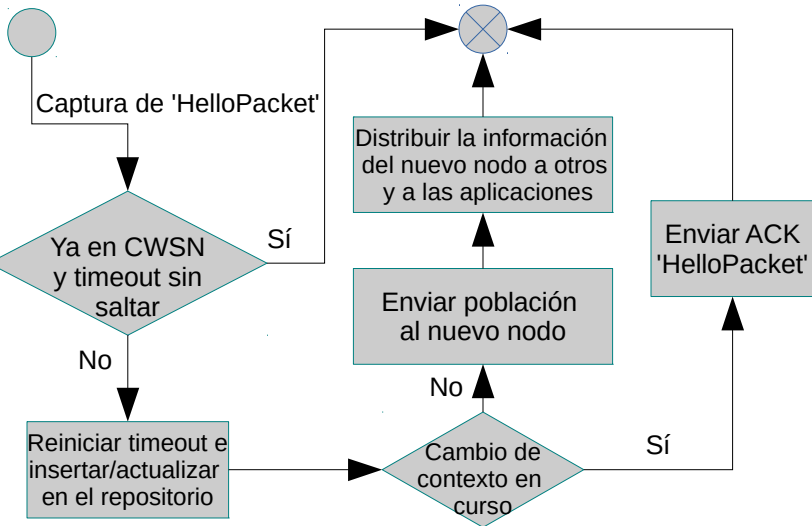 Captura de 'HelloPacket'
Distribuir la información
del nuevo nodo a otros
y a las aplicaciones
Ya en CWSN
y timeout sin
saltar
Sí
Enviar ACK
'HelloPacket'
Enviar población
al nuevo nodo
No
No
Reiniciar timeout e
insertar/actualizar
en el repositorio
Cambio de
contexto en
curso
Sí